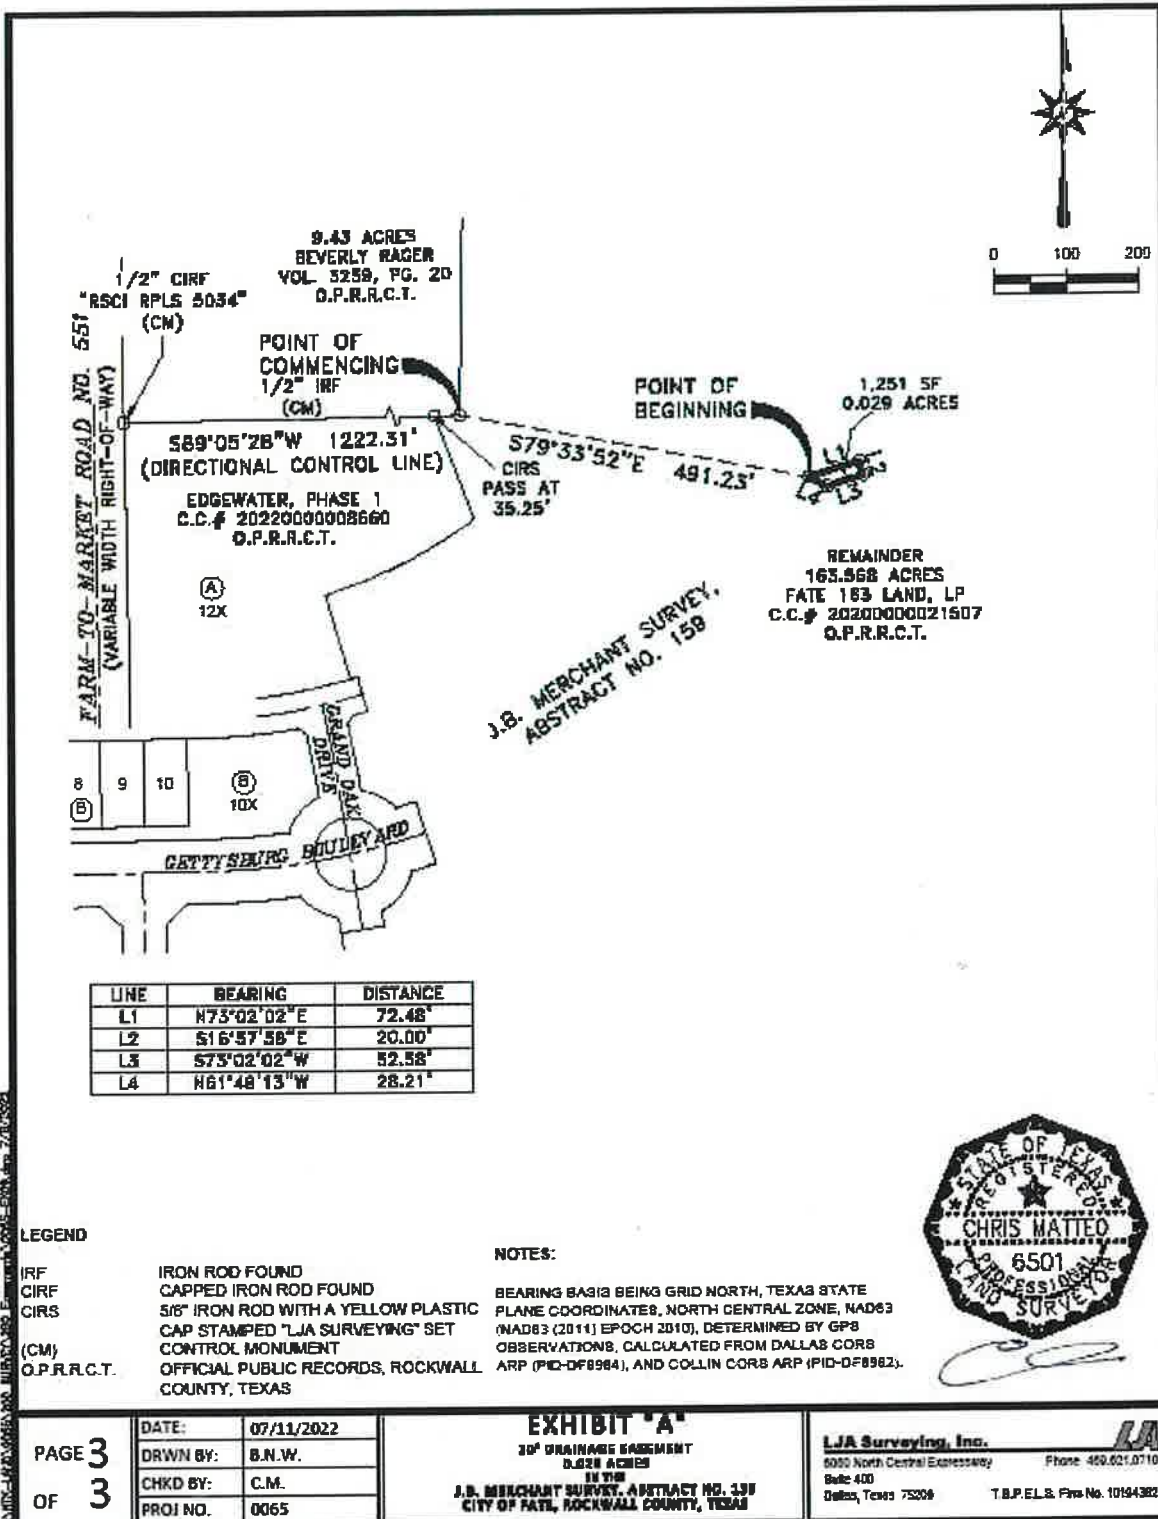 0 100 200
9.43 ACRES
BEVERLY RAGER
VOL. 3259, PG. 20
O.P.R.R.C.T.
1/2" CIRF
"RSCI RPLS 5034"
(CM)
POINT OF
COMMENCING
1/2" IRF
(CM)
FARM-TO-MARKET ROAD NO. 551
(VARIABLE WIDTH RIGHT-OF-WAY)
S89°05'28"W 1222.31'
(DIRECTIONAL CONTROL LINE)
CIRS
PASS AT
35.25'
S79°33'52"E 491.23'
POINT OF
BEGINNING
1,251 SF
0.029 ACRES
L1
L3
L4
EDGEWATER, PHASE 1
C.C.# 20220000008660
O.P.R.R.C.T.
A
12X
REMAINDER
163.568 ACRES
FATE 163 LAND, LP
C.C.# 20200000021507
O.P.R.R.C.T.
J.B. MERCHANT SURVEY,
ABSTRACT NO. 159
GRAND OAK
DRIVE
8 9 10
B
B
10X
GETTYSBURG BOULEVARD
LINE BEARING DISTANCE
L1 N73°02'02"E 72.48'
L2 S16°57'58"E 20.00'
L3 S73°02'02"W 52.58'
L4 N61°48'13"W 28.21'
LEGEND
IRF IRON ROD FOUND
CIRF CAPPED IRON ROD FOUND
CIRS 5/8" IRON ROD WITH A YELLOW PLASTIC
CAP STAMPED "LJA SURVEYING" SET
(CM) CONTROL MONUMENT
O.P.R.R.C.T. OFFICIAL PUBLIC RECORDS, ROCKWALL
COUNTY, TEXAS
NOTES:
BEARING BASIS BEING GRID NORTH, TEXAS STATE
PLANE COORDINATES, NORTH CENTRAL ZONE, NAD83
(NAD83 (2011) EPOCH 2010), DETERMINED BY GPS
OBSERVATIONS, CALCULATED FROM DALLAS CORS
ARP (PID-DF8984), AND COLLIN CORS ARP (PID-DF8982).
STATE OF TEXAS
REGISTERED
CHRIS MATTEO
6501
PROFESSIONAL
LAND SURVEYOR
PAGE 3
OF 3
DATE: 07/11/2022
DRWN BY: B.N.W.
CHKD BY: C.M.
PROJ NO. 0065
EXHIBIT "A"
20' DRAINAGE EASEMENT
0.029 ACRES
IN THE
J.B. MERCHANT SURVEY, ABSTRACT NO. 159
CITY OF FATE, ROCKWALL COUNTY, TEXAS
LJA Surveying, Inc.
6060 North Central Expressway Phone 469.621.0710
Suite 400
Dallas, Texas 75206 T.B.P.E.L.S. Firm No. 10194382